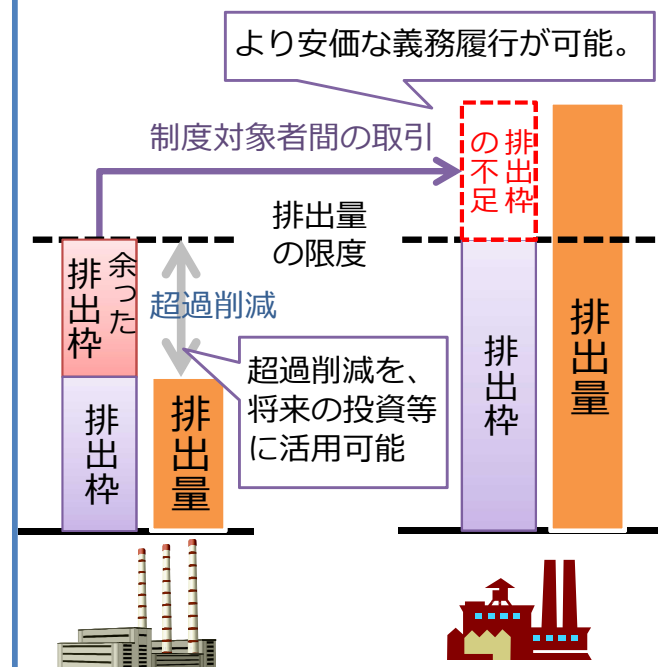 より安価な義務履行が可能。
制度対象者間の取引
排出枠
の不足
排出量
の限度
余った
排出枠
超過削減
超過削減を、
将来の投資等
に活用可能
排出枠
排出量
排出枠
排出量